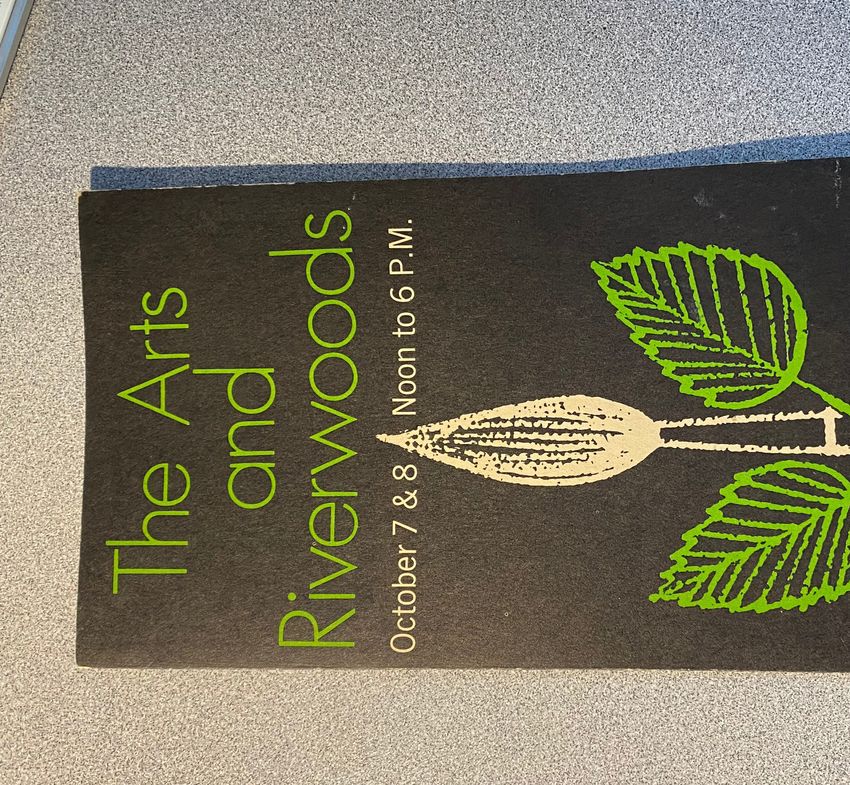 The Arts
and
Riverwoods
October 7 & 8 Noon to 6 P.M.